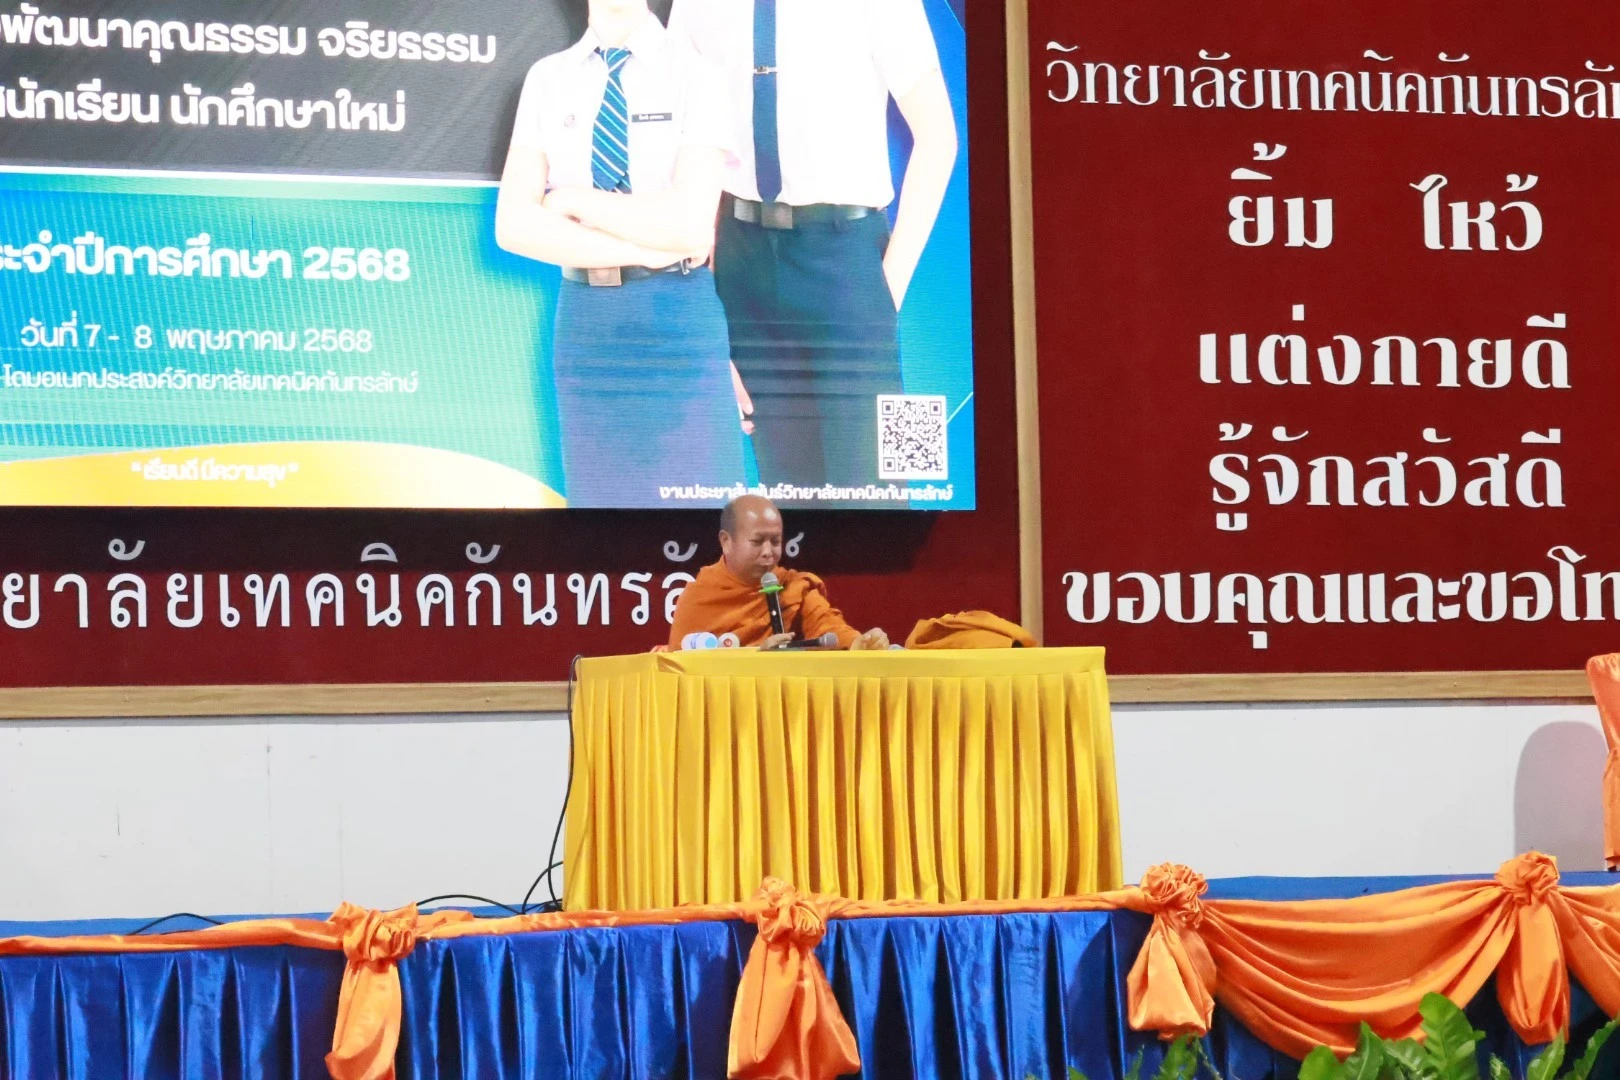 พัฒนาคุณธรรม จริยธรรม
นักเรียน นักศึกษาใหม่
ระจำปีการศึกษา 2568
วันที่ 7 - 8 พฤษภาคม 2568
โดมอเนกประสงค์วิทยาลัยเทคนิคกันทรลักษ์
"เรียนดี มีความสุข"
งานประชาสัมพันธ์วิทยาลัยเทคนิคกันทรลักษ์
ยาลัยเทคนิคกันทรลั
วิทยาลัยเทคนิคกันทรลั
ยิ้ม ไหว้
แต่งกายดี
รู้จักสวัสดี
ขอบคุณและขอโท